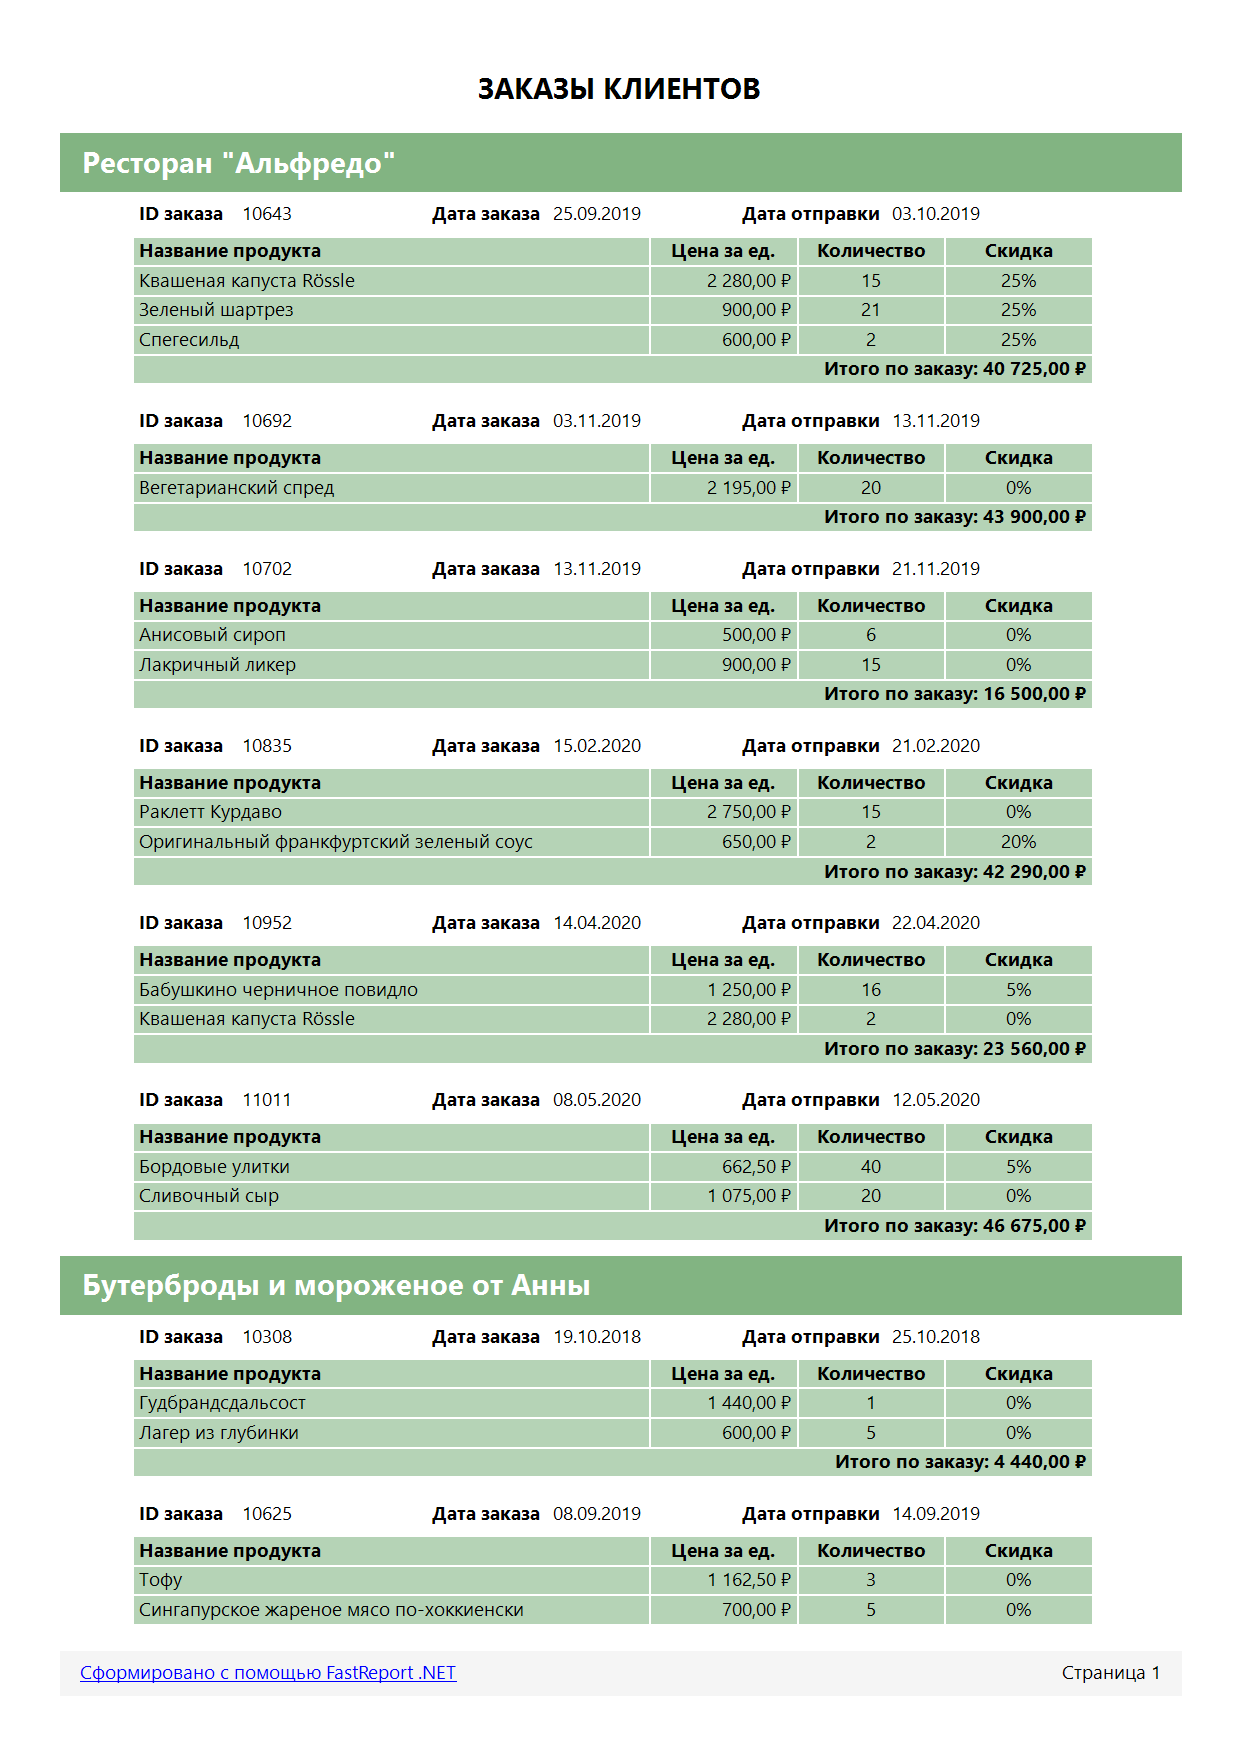 ЗАКАЗЫ КЛИЕНТОВ
Ресторан "Альфредо"
ID заказа 10643 Дата заказа 25.09.2019 Дата отправки 03.10.2019
Название продукта Цена за ед. Количество Скидка
Квашеная капуста Rössle 2 280,00 ₽ 15 25%
Зеленый шартрез 900,00 ₽ 21 25%
Спегесильд 600,00 ₽ 2 25%
Итого по заказу: 40 725,00 ₽
ID заказа 10692 Дата заказа 03.11.2019 Дата отправки 13.11.2019
Название продукта Цена за ед. Количество Скидка
Вегетарианский спред 2 195,00 ₽ 20 0%
Итого по заказу: 43 900,00 ₽
ID заказа 10702 Дата заказа 13.11.2019 Дата отправки 21.11.2019
Название продукта Цена за ед. Количество Скидка
Анисовый сироп 500,00 ₽ 6 0%
Лакричный ликер 900,00 ₽ 15 0%
Итого по заказу: 16 500,00 ₽
ID заказа 10835 Дата заказа 15.02.2020 Дата отправки 21.02.2020
Название продукта Цена за ед. Количество Скидка
Раклетт Курдаво 2 750,00 ₽ 15 0%
Оригинальный франкфуртский зеленый соус 650,00 ₽ 2 20%
Итого по заказу: 42 290,00 ₽
ID заказа 10952 Дата заказа 14.04.2020 Дата отправки 22.04.2020
Название продукта Цена за ед. Количество Скидка
Бабушкино черничное повидло 1 250,00 ₽ 16 5%
Квашеная капуста Rössle 2 280,00 ₽ 2 0%
Итого по заказу: 23 560,00 ₽
ID заказа 11011 Дата заказа 08.05.2020 Дата отправки 12.05.2020
Название продукта Цена за ед. Количество Скидка
Бордовые улитки 662,50 ₽ 40 5%
Сливочный сыр 1 075,00 ₽ 20 0%
Итого по заказу: 46 675,00 ₽
Бутерброды и мороженое от Анны
ID заказа 10308 Дата заказа 19.10.2018 Дата отправки 25.10.2018
Название продукта Цена за ед. Количество Скидка
Гудбрандсдальсост 1 440,00 ₽ 1 0%
Лагер из глубинки 600,00 ₽ 5 0%
Итого по заказу: 4 440,00 ₽
ID заказа 10625 Дата заказа 08.09.2019 Дата отправки 14.09.2019
Название продукта Цена за ед. Количество Скидка
Тофу 1 162,50 ₽ 3 0%
Сингапурское жареное мясо по-хоккиенски 700,00 ₽ 5 0%
Сформировано с помощью FastReport .NET Страница 1